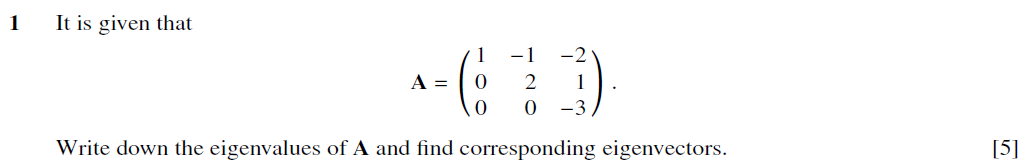 1 It is given that
1 −1 −2
A = 0 2 1 .
0 0 −3
Write down the eigenvalues of A and find corresponding eigenvectors. [5]